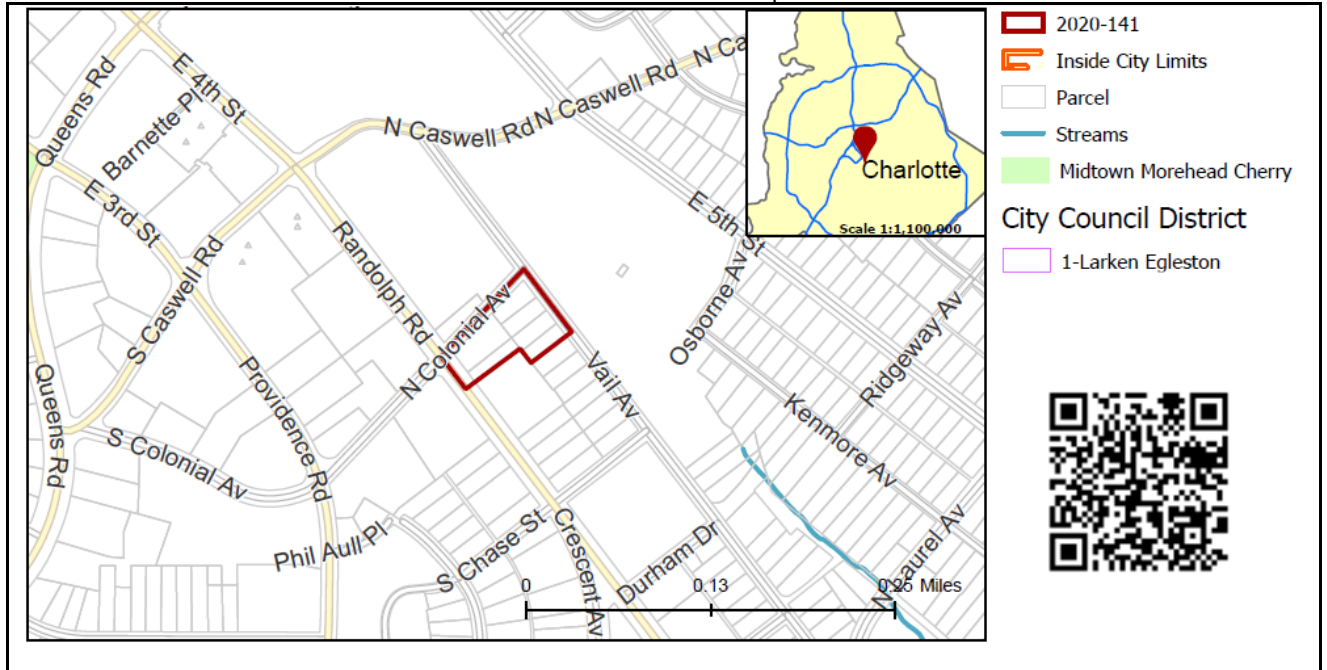 Queens Rd
E 4th St
Barnette Pl
N Caswell Rd
N Caswell Rd
N Ca
E 3rd St
S Caswell Rd
Randolph Rd
E 5th St
Osborne Av
N Colonial Av
Vail Av
Ridgeway Av
Kenmore Av
Queens Rd
Providence Rd
S Colonial Av
Phil Aull Pl
S Chase St
Crescent Av
Durham Dr
N Laurel Av
0 0.13 0.25 Miles
Charlotte
Scale 1:1,100,000
2020-141
Inside City Limits
Parcel
Streams
Midtown Morehead Cherry
City Council District
1-Larken Egleston